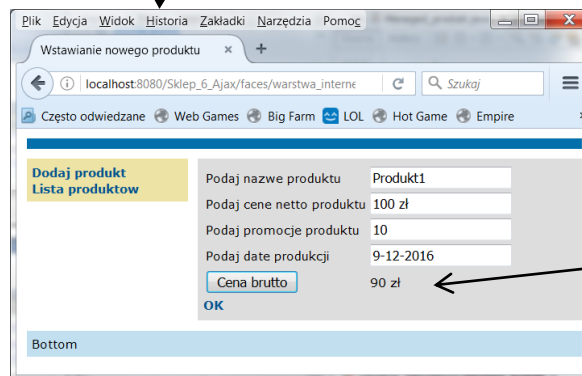 Plik Edycja Widok Historia Zakładki Narzędzia Pomoc
Wstawianie nowego produktu × +
localhost:8080/Sklep_6_Ajax/faces/warstwa_interne Szukaj
Często odwiedzane Web Games Big Farm LOL Hot Game Empire
Dodaj produkt
Lista produktow
Podaj nazwe produktu Produkt1
Podaj cene netto produktu 100 zł
Podaj promocje produktu 10
Podaj date produkcji 9-12-2016
Cena brutto 90 zł
OK
Bottom